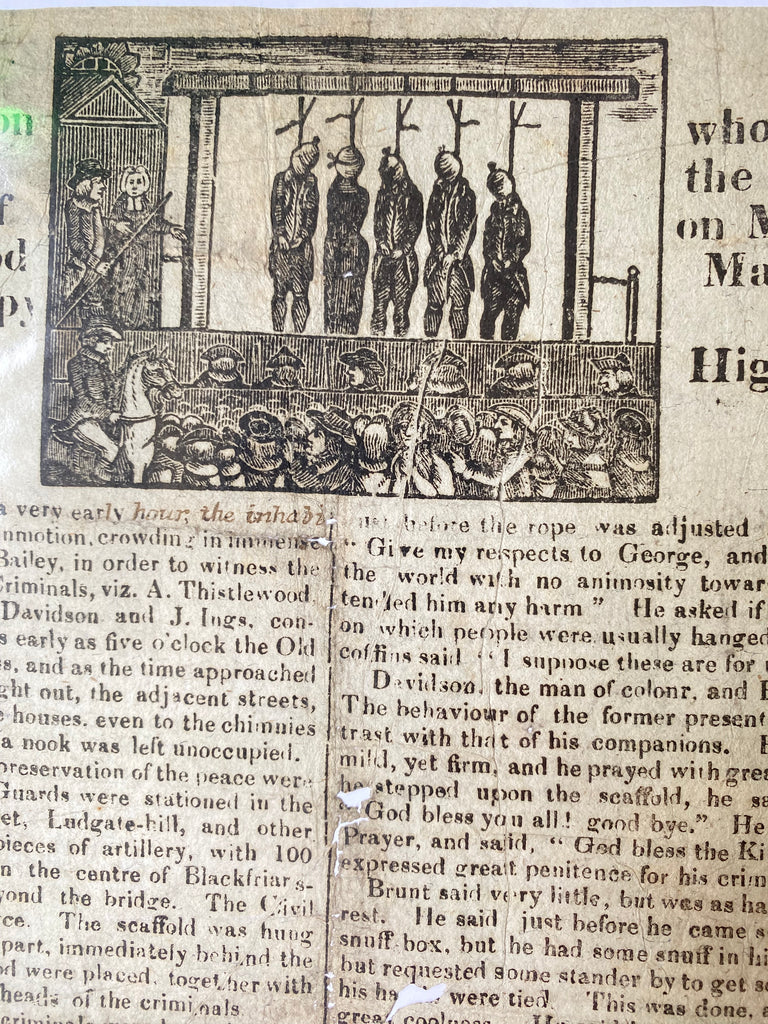 on
f
od
py
who
the
on M
Ma
Hig
a very early hour, the inhabi
nmotion, crowding in immense
Bailey, in order to witness the
Criminals, viz. A. Thistlewood,
Davidson and J. Ings, con-
s early as five o'clock the Old
s, and as the time approached
ght out, the adjacent streets,
e houses. even to the chimnies
a nook was left unoccupied.
preservation of the peace were
Guards were stationed in the
et, Ludgate-hill, and other
pieces of artillery, with 100
n the centre of Blackfriars-
yond the bridge. The Civil
rce. The scaffold was hung
part, immediately behind the
d were placed, together with
heads of the criminals.
before the rope was adjusted
" Give my respects to George, and
the world with no animosity towar
tended him any harm " He asked if
on which people were usually hanged
coffins said " I suppose these are for u
Davidson, the man of colonr, and B
The behaviour of the former present
trast with that of his companions. H
mild, yet firm, and he prayed with grea
he stepped upon the scaffold, he sa
God bless you all! good bye." He
Prayer, and said, " God bless the Ki
expressed great penitence for his crim
Brunt said very little, but was as ha
rest. He said just before he came s
snuff box, but he had some snuff in hi
but requested some stander by to get so
his were tied. This was done, a
great coolness.